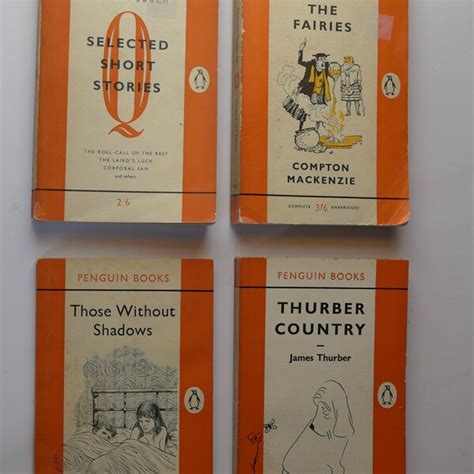 SELECTED
SHORT
STORIES
Q
THE ROLL-CALL OF THE REEF
THE LAIRD'S LUCK
CORPORAL SAM
and others
2/6
THE
FAIRIES
COMPTON
MACKENZIE
COMPLETE 3/6 UNABRIDGED
PENGUIN BOOKS
Those Without
Shadows
PENGUIN BOOKS
THURBER
COUNTRY
James Thurber